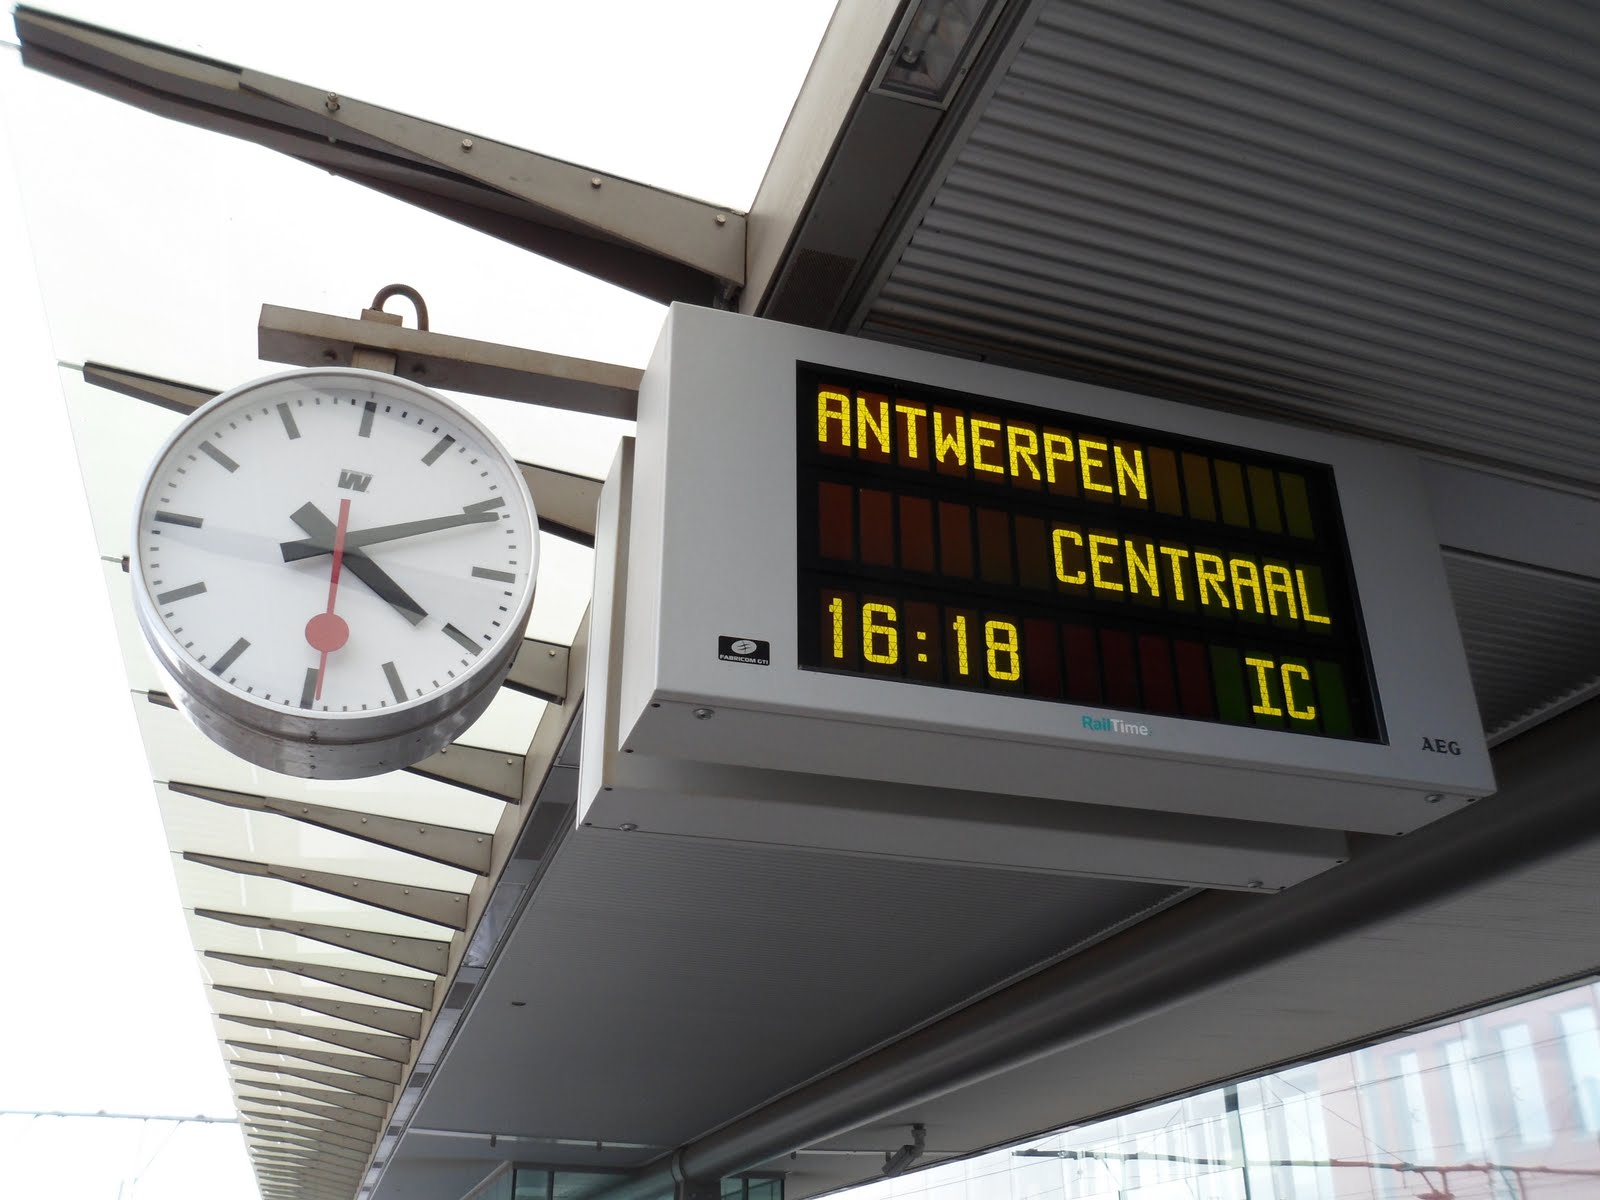 W
ANTWERPEN
CENTRAAL
16:18 IC
FABRICOM GTI
RailTime
AEG